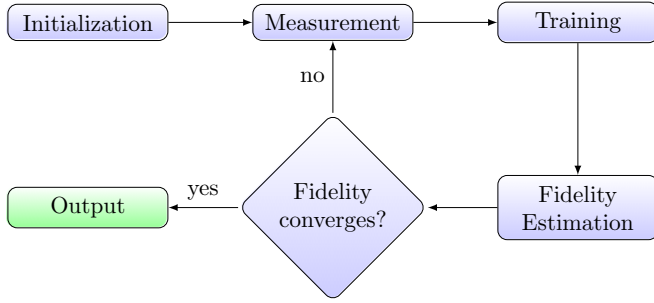 Initialization
Measurement
Training
no
Fidelity
converges?
yes
Output
Fidelity
Estimation